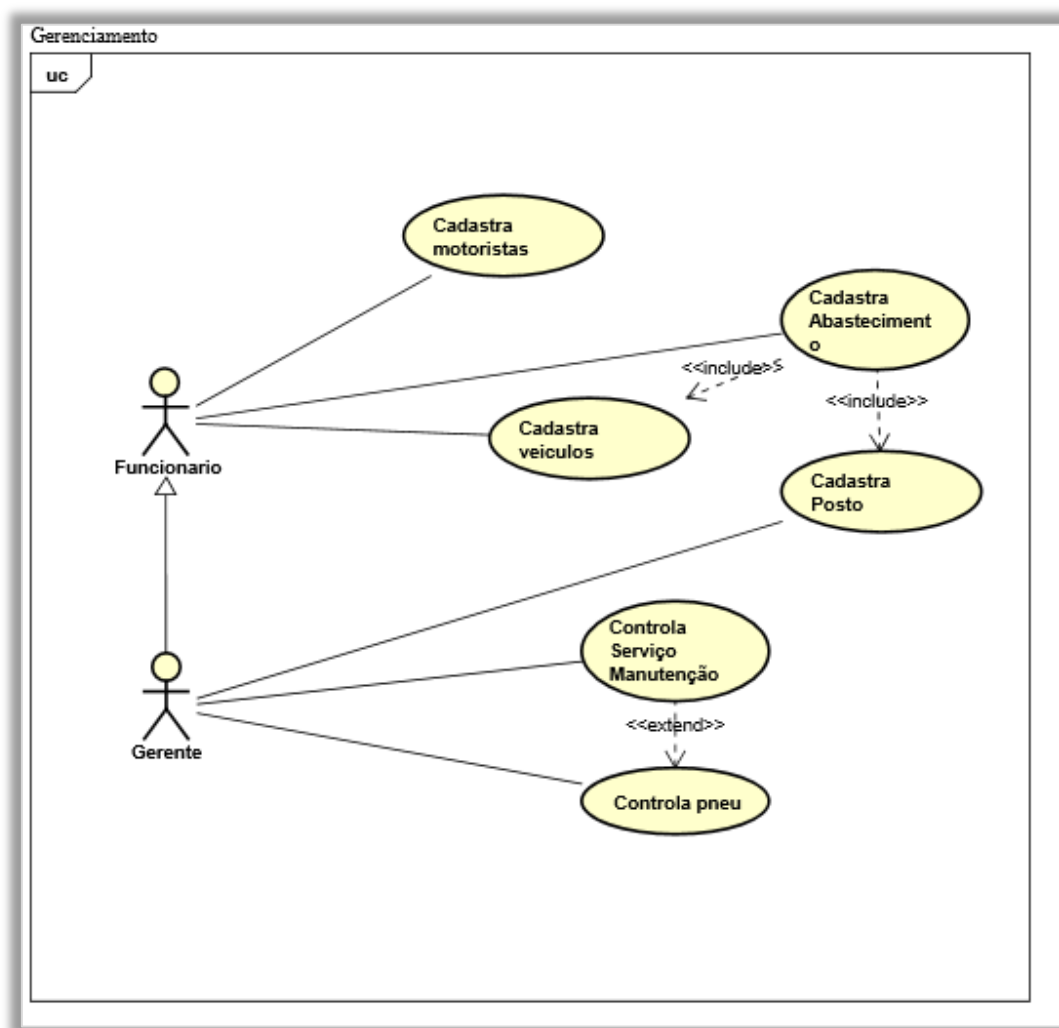 Gerenciamento
uc
Cadastra
motoristas
Cadastra
Abasteciment
o
<<include>>
<<include>>
Cadastra
veiculos
Funcionario
Cadastra
Posto
Controla
Serviço
Manutenção
<<extend>>
Gerente
Controla pneu